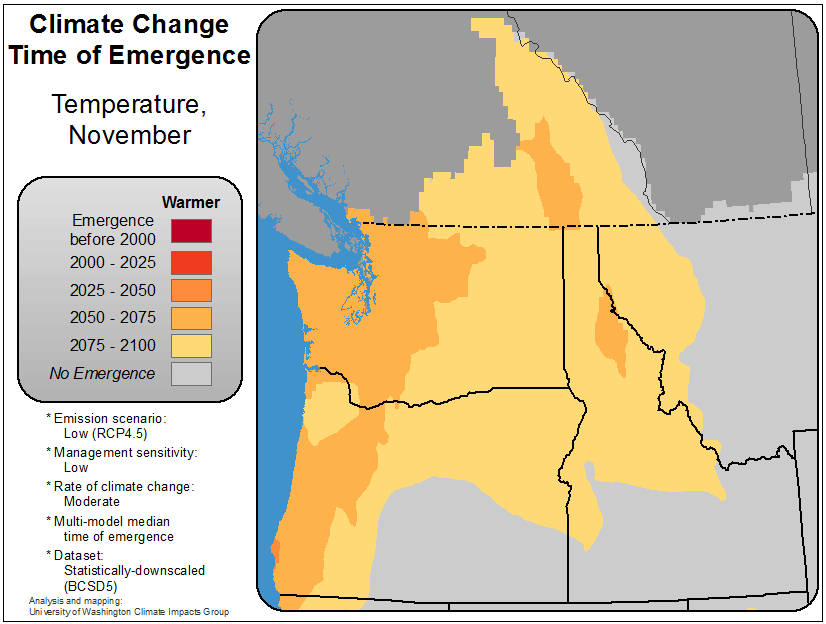 Climate Change
Time of Emergence
Temperature,
November
Warmer
Emergence
before 2000
2000 - 2025
2025 - 2050
2050 - 2075
2075 - 2100
No Emergence
* Emission scenario:
Low (RCP4.5)
* Management sensitivity:
Low
* Rate of climate change:
Moderate
* Multi-model median
time of emergence
* Dataset:
Statistically-downscaled
(BCSD5)
Analysis and mapping:
University of Washington Climate Impacts Group